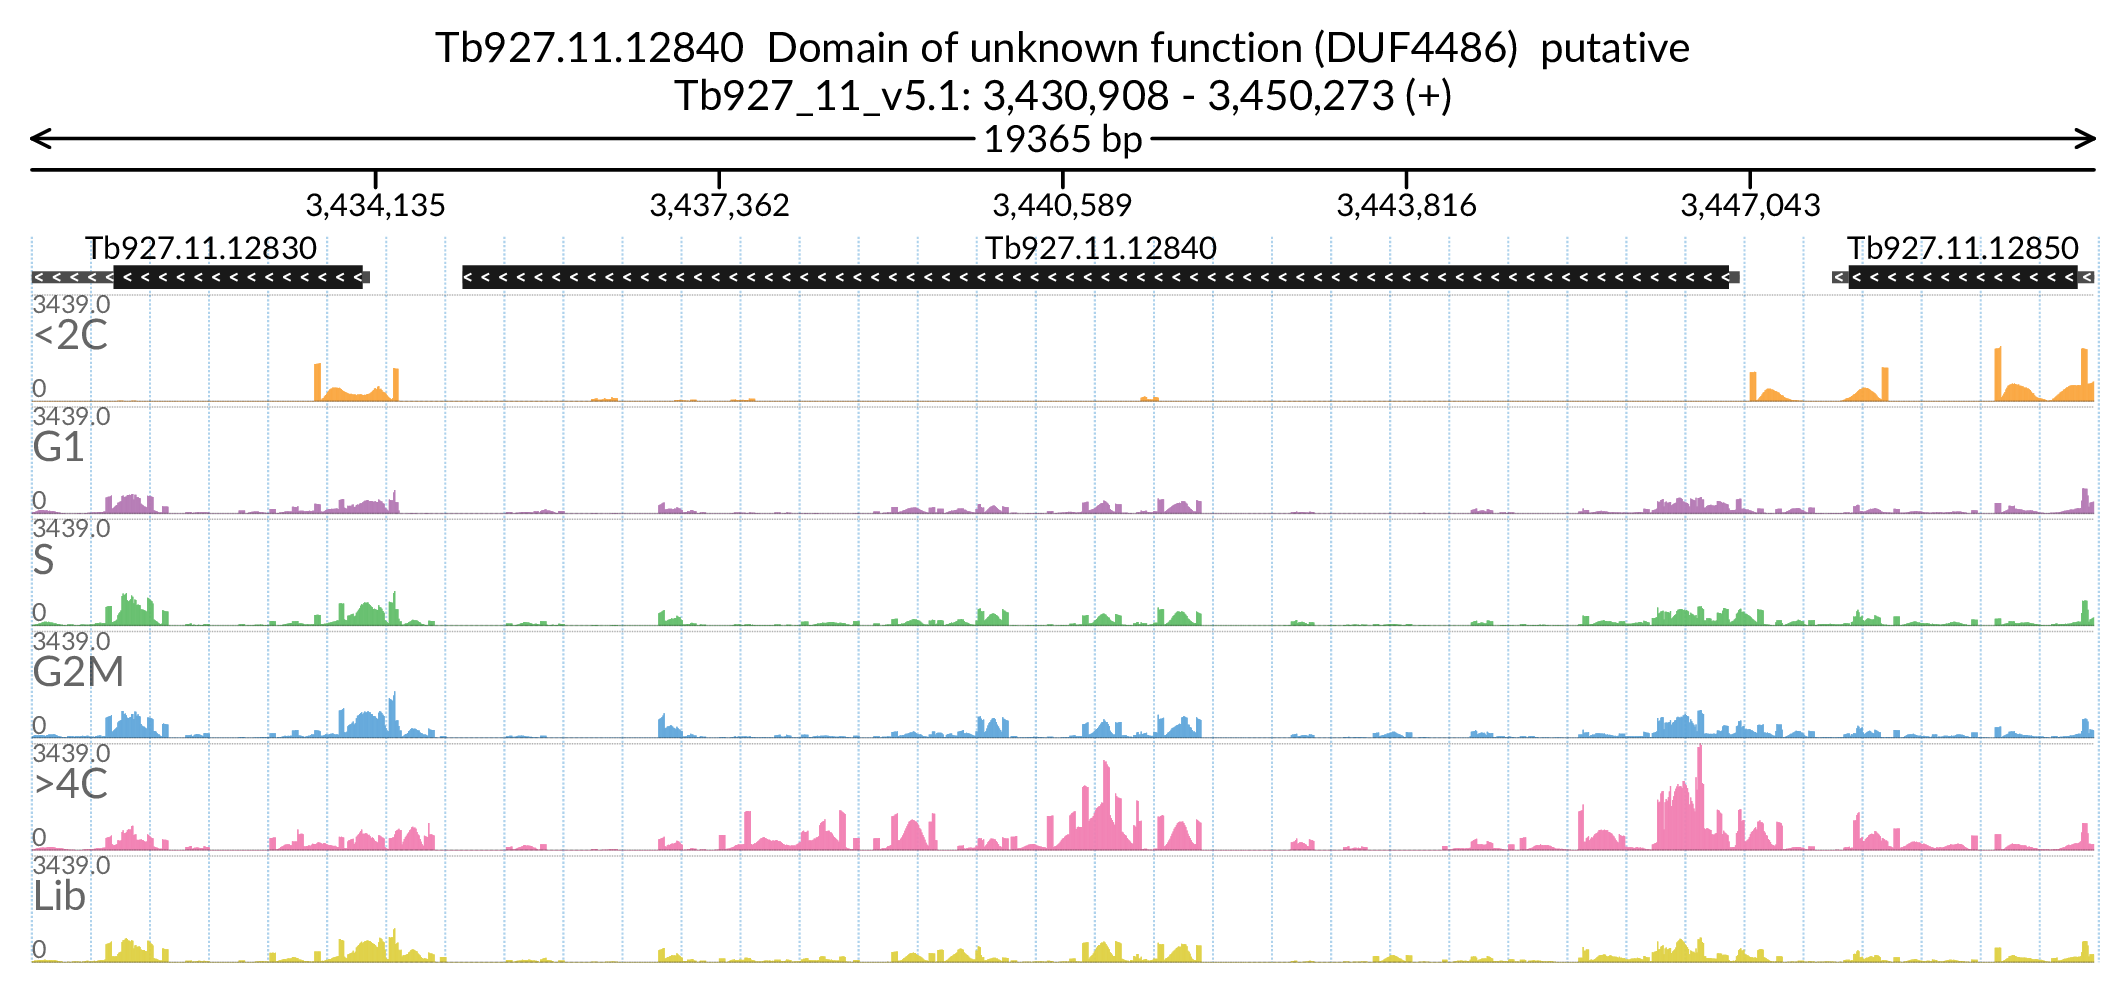 Tb927.11.12840  Domain of unknown function (DUF4486)  putative
Tb927_11_v5.1: 3,430,908 - 3,450,273 (+)
19365 bp
3,434,135 3,437,362 3,440,589 3,443,816 3,447,043
Tb927.11.12830 Tb927.11.12840 Tb927.11.12850
3439.0
<2C
0
3439.0
G1
0
3439.0
S
0
3439.0
G2M
0
3439.0
>4C
0
3439.0
Lib
0